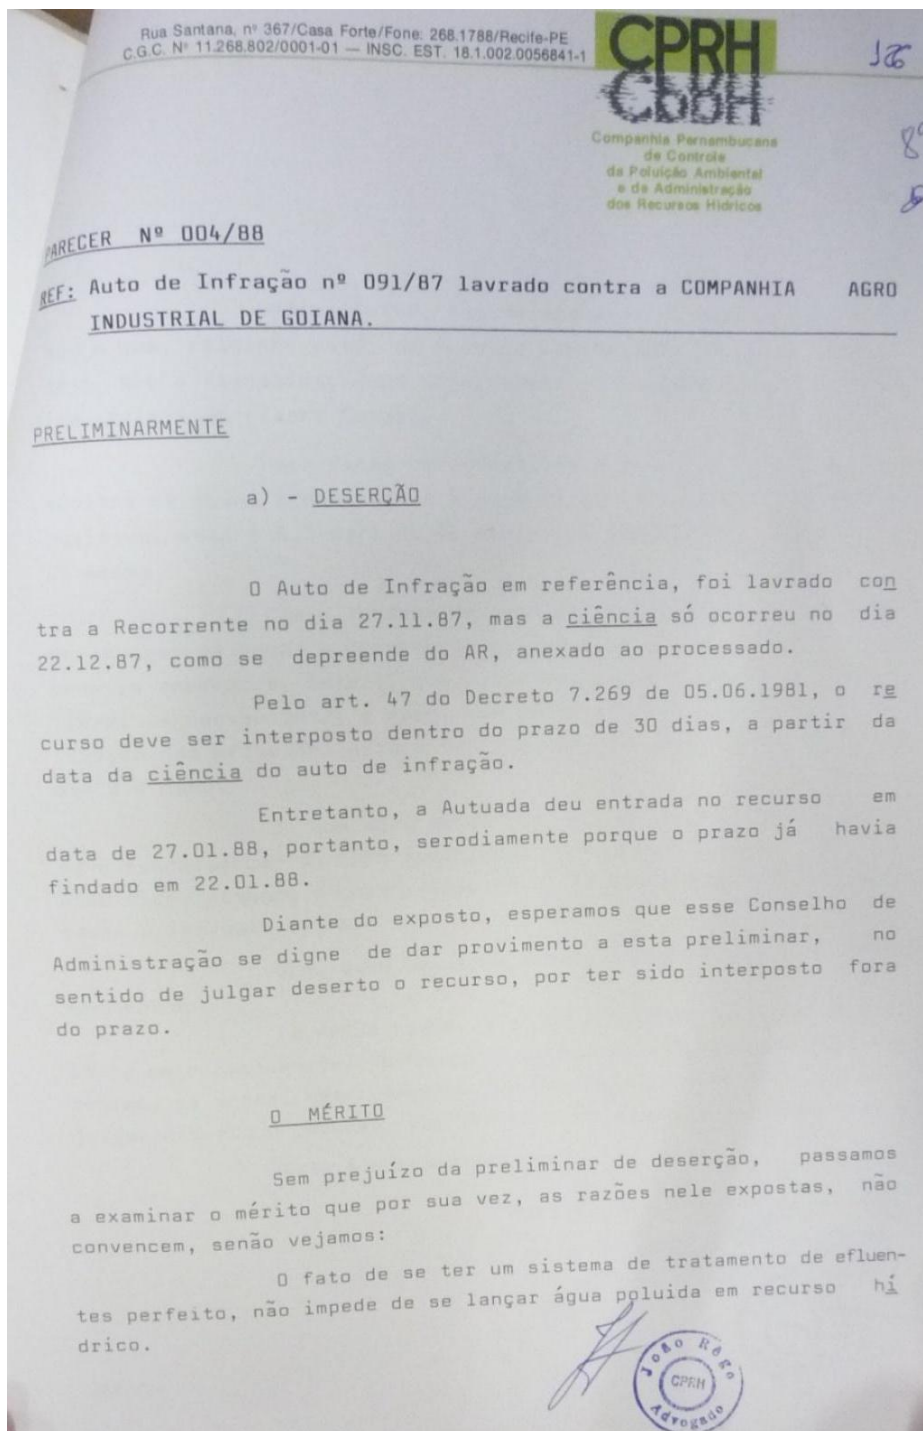 Rua Santana, nº 367/Casa Forte/Fone: 268.1788/Recife-PE
C.G.C. Nº 11.268.802/0001-01 — INSC. EST. 18.1.002.0056841-1
CPRH
CPRH
Companhia Pernambucana
de Controle
da Poluição Ambiental
e de Administração
dos Recursos Hídricos
PARECER Nº 004/88
REF: Auto de Infração nº 091/87 lavrado contra a COMPANHIA AGRO
INDUSTRIAL DE GOIANA.
PRELIMINARMENTE
a) - DESERÇÃO
O Auto de Infração em referência, foi lavrado con
tra a Recorrente no dia 27.11.87, mas a ciência só ocorreu no dia
22.12.87, como se depreende do AR, anexado ao processado.
Pelo art. 47 do Decreto 7.269 de 05.06.1981, o re
curso deve ser interposto dentro do prazo de 30 dias, a partir da
data da ciência do auto de infração.
Entretanto, a Autuada deu entrada no recurso em
data de 27.01.88, portanto, serodiamente porque o prazo já havia
findado em 22.01.88.
Diante do exposto, esperamos que esse Conselho de
Administração se digne de dar provimento a esta preliminar, no
sentido de julgar deserto o recurso, por ter sido interposto fora
do prazo.
O MÉRITO
Sem prejuízo da preliminar de deserção, passamos
a examinar o mérito que por sua vez, as razões nele expostas, não
convencem, senão vejamos:
O fato de se ter um sistema de tratamento de efluen-
tes perfeito, não impede de se lançar água poluida em recurso hí
drico.
João Rêgo
CPRH
Advogado